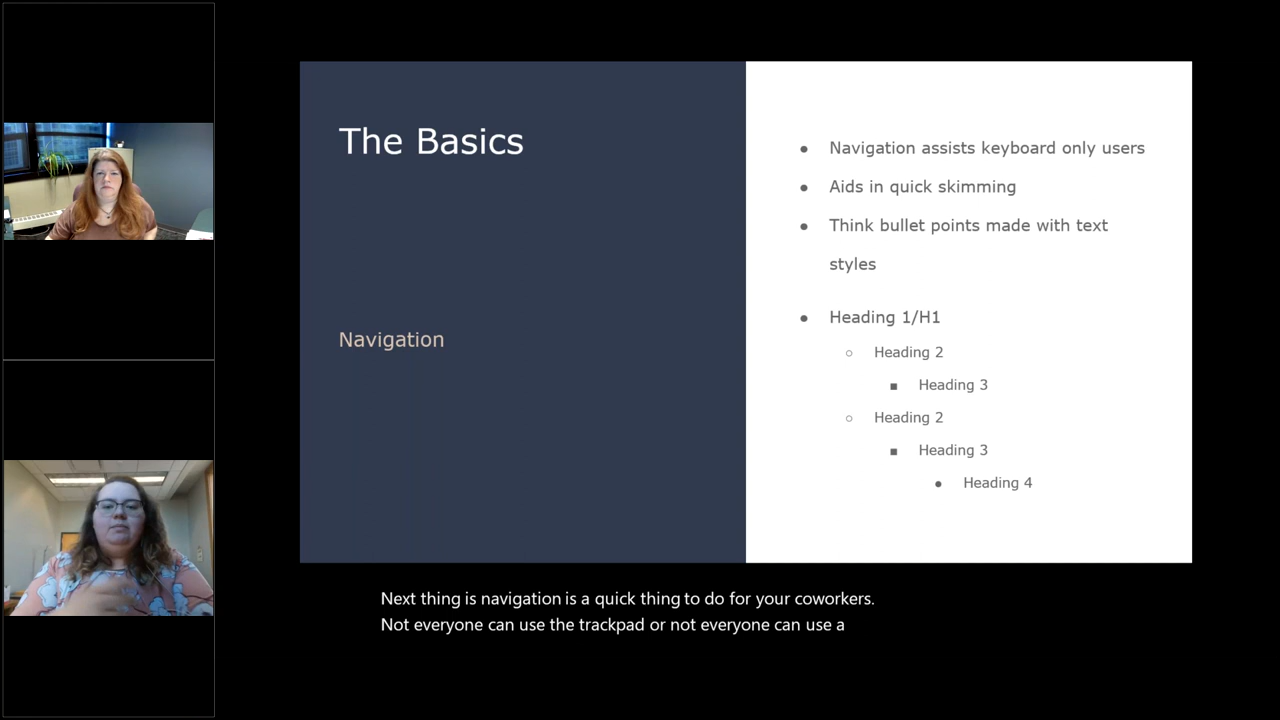 The Basics
Navigation
● Navigation assists keyboard only users
● Aids in quick skimming
● Think bullet points made with text
styles
● Heading 1/H1
○ Heading 2
■ Heading 3
○ Heading 2
■ Heading 3
● Heading 4
Next thing is navigation is a quick thing to do for your coworkers.
Not everyone can use the trackpad or not everyone can use a